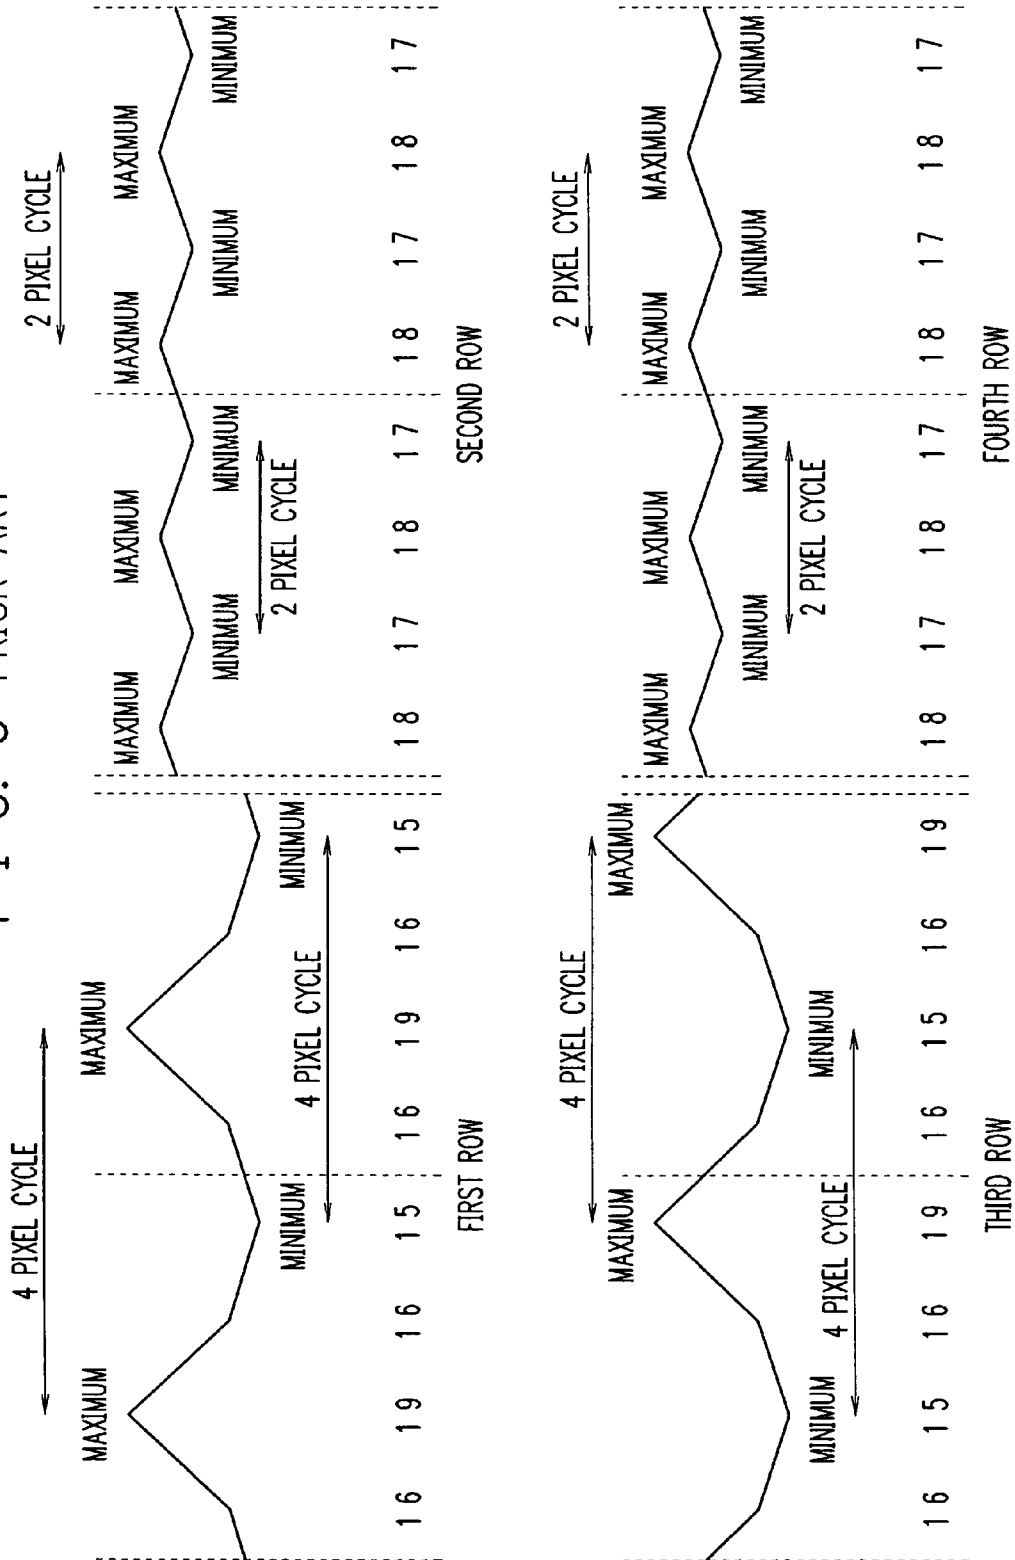 F I G. PRIOR ART
4 PIXEL CYCLE
MAXIMUM MAXIMUM
MINIMUM MINIMUM
4 PIXEL CYCLE
16 19 16 15 16 19 16 15
FIRST ROW
2 PIXEL CYCLE
MAXIMUM MAXIMUM MAXIMUM MAXIMUM
MINIMUM MINIMUM MINIMUM MINIMUM
2 PIXEL CYCLE
18 17 18 17 18 17 18 17
SECOND ROW
4 PIXEL CYCLE
MAXIMUM MAXIMUM
MINIMUM MINIMUM
4 PIXEL CYCLE
16 15 16 19 16 15 16 19
THIRD ROW
2 PIXEL CYCLE
MAXIMUM MAXIMUM MAXIMUM MAXIMUM
MINIMUM MINIMUM MINIMUM MINIMUM
2 PIXEL CYCLE
18 17 18 17 18 17 18 17
FOURTH ROW